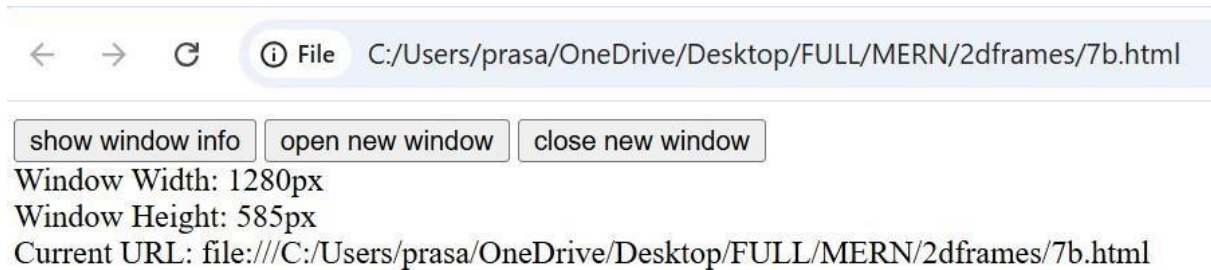 File C:/Users/prasa/OneDrive/Desktop/FULL/MERN/2dframes/7b.html
show window info open new window close new window
Window Width: 1280px
Window Height: 585px
Current URL: file:///C:/Users/prasa/OneDrive/Desktop/FULL/MERN/2dframes/7b.html